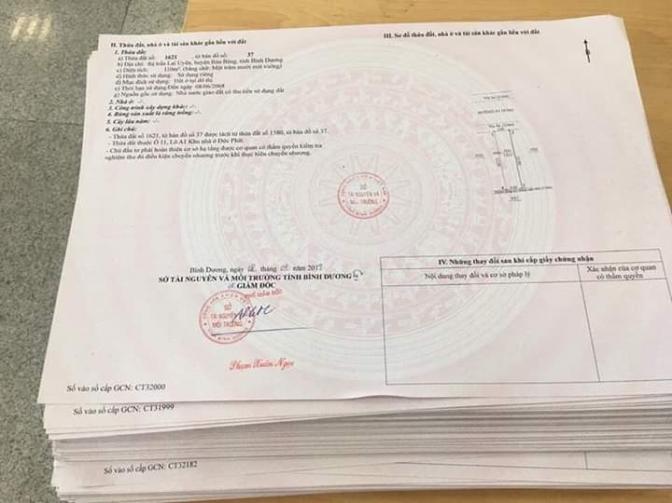 II. Thửa đất, nhà ở và tài sản khác gắn liền với đất
1. Thửa đất:
a) Thửa đất số: 1621 tờ bản đồ số: 37
b) Địa chỉ: thị trấn Lai Uyên, huyện Bàu Bàng, tỉnh Bình Dương
c) Diện tích: 110m², (bằng chữ: Một trăm mười mét vuông)
d) Hình thức sử dụng: Sử dụng riêng
đ) Mục đích sử dụng: Đất ở tại đô thị
e) Thời hạn sử dụng: Đến ngày
g) Nguồn gốc sử dụng: Nhà nước giao đất có thu tiền sử dụng đất
2. Nhà ở: -/-
3. Công trình xây dựng khác: -/-
4. Rừng sản xuất là rừng trồng: -/-
5. Cây lâu năm: -/-
6. Ghi chú:
- Thửa đất số 1621, tờ bản đồ số 37 được tách từ thửa đất số 1580, tờ bản đồ số 37.
- Thửa đất thuộc Ô 11, Lô A1 Khu nhà ở Đức Phát.
- Chủ đầu tư phải hoàn thiện cơ sở hạ tầng được cơ quan có thẩm quyền kiểm tra
nghiệm thu đủ điều kiện chuyển nhượng trước khi thực hiện chuyển nhượng.
III. Sơ đồ thửa đất, nhà ở và tài sản khác gắn liền với đất
SỞ
TÀI NGUYÊN VÀ
MÔI TRƯỜNG
Bình Dương, ngày tháng năm 2017
SỞ TÀI NGUYÊN VÀ MÔI TRƯỜNG TỈNH BÌNH DƯƠNG
GIÁM ĐỐC
PHÓ GIÁM ĐỐC
SỞ
TÀI NGUYÊN
MÔI TRƯỜNG
Phạm Xuân Ngọc
IV. Những thay đổi sau khi cấp giấy chứng nhận
Nội dung thay đổi và cơ sở pháp lý
Xác nhận của cơ quan
có thẩm quyền
Số vào sổ cấp GCN: CT32000
Số vào sổ cấp GCN: CT31999
Số vào sổ cấp GCN: CT32182